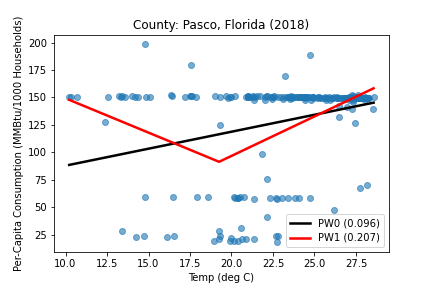 County: Pasco, Florida (2018)
Per-Capita Consumption (MMBtu/1000 Households)
200
175
150
125
100
75
50
25
10.0 12.5 15.0 17.5 20.0 22.5 25.0 27.5
Temp (deg C)
PW0 (0.096)
PW1 (0.207)